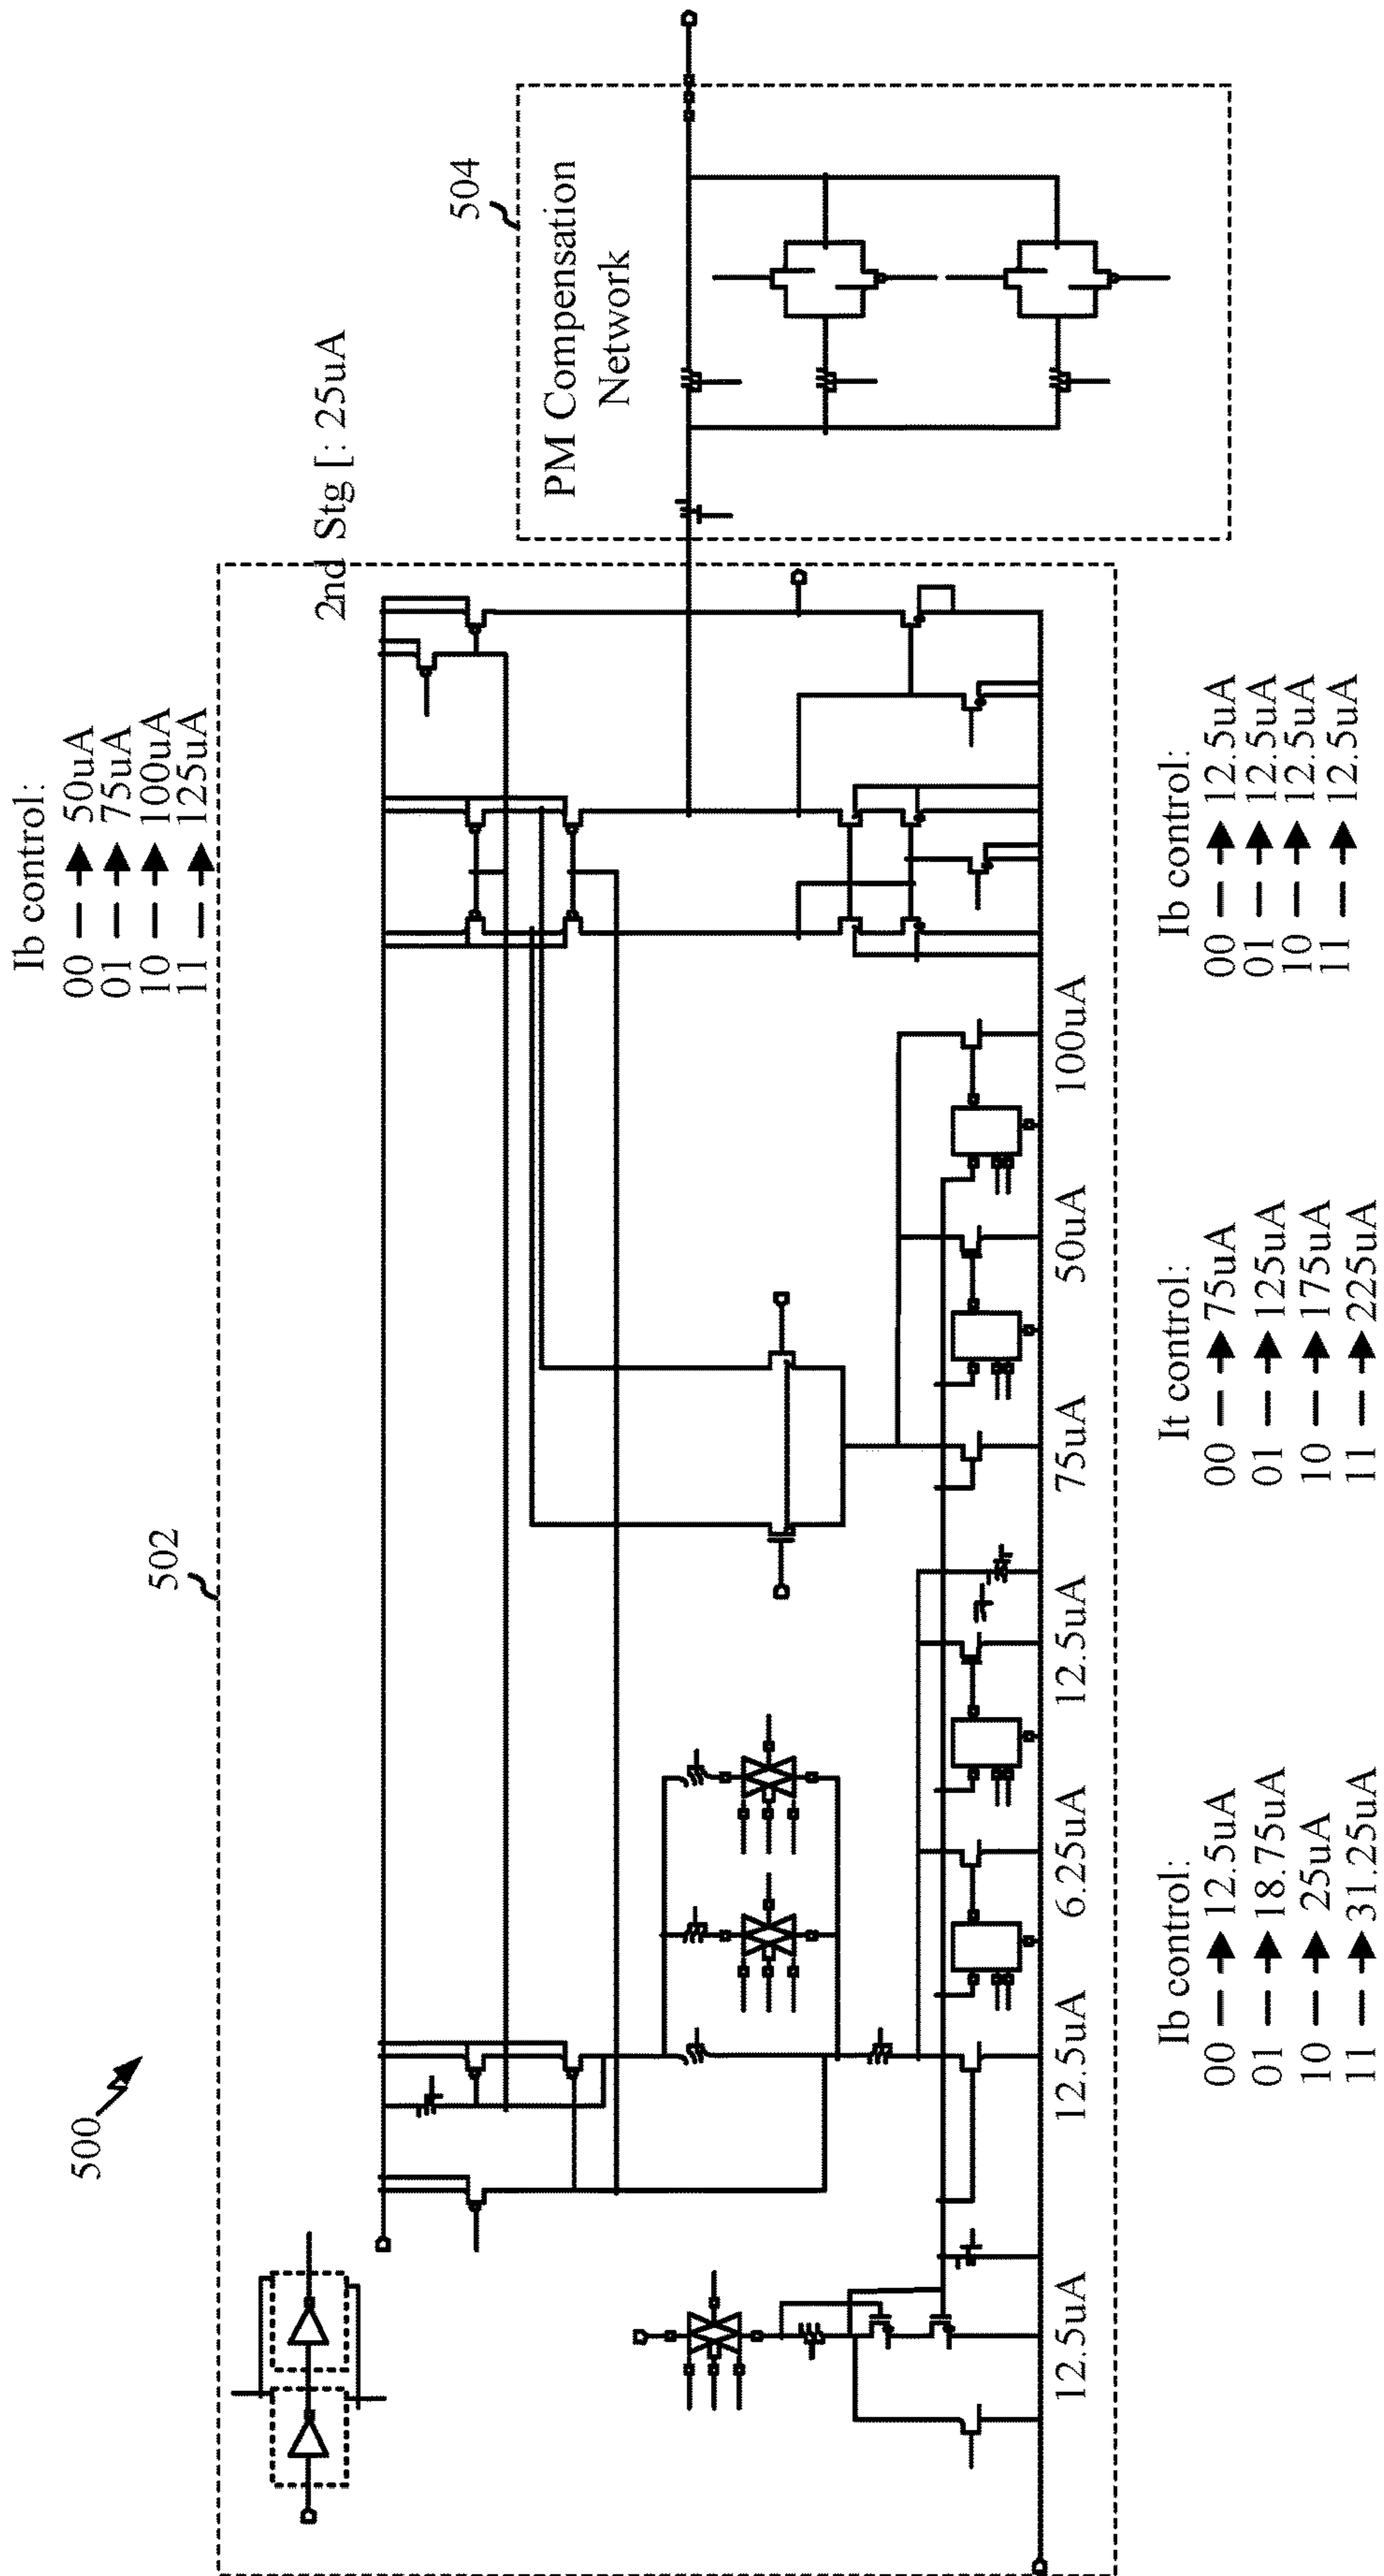 500
502
Ib control:
00 — ➔ 50uA
01 — ➔ 75uA
10 — ➔ 100uA
11 — ➔ 125uA
2nd Stg [: 25uA
504
PM Compensation
Network
12.5uA
12.5uA
6.25uA
12.5uA
75uA
50uA
100uA
Ib control:
00 — ➔ 12.5uA
01 — ➔ 18.75uA
10 — ➔ 25uA
11 — ➔ 31.25uA
It control:
00 — ➔ 75uA
01 — ➔ 125uA
10 — ➔ 175uA
11 — ➔ 225uA
Ib control:
00 — ➔ 12.5uA
01 — ➔ 12.5uA
10 — ➔ 12.5uA
11 — ➔ 12.5uA